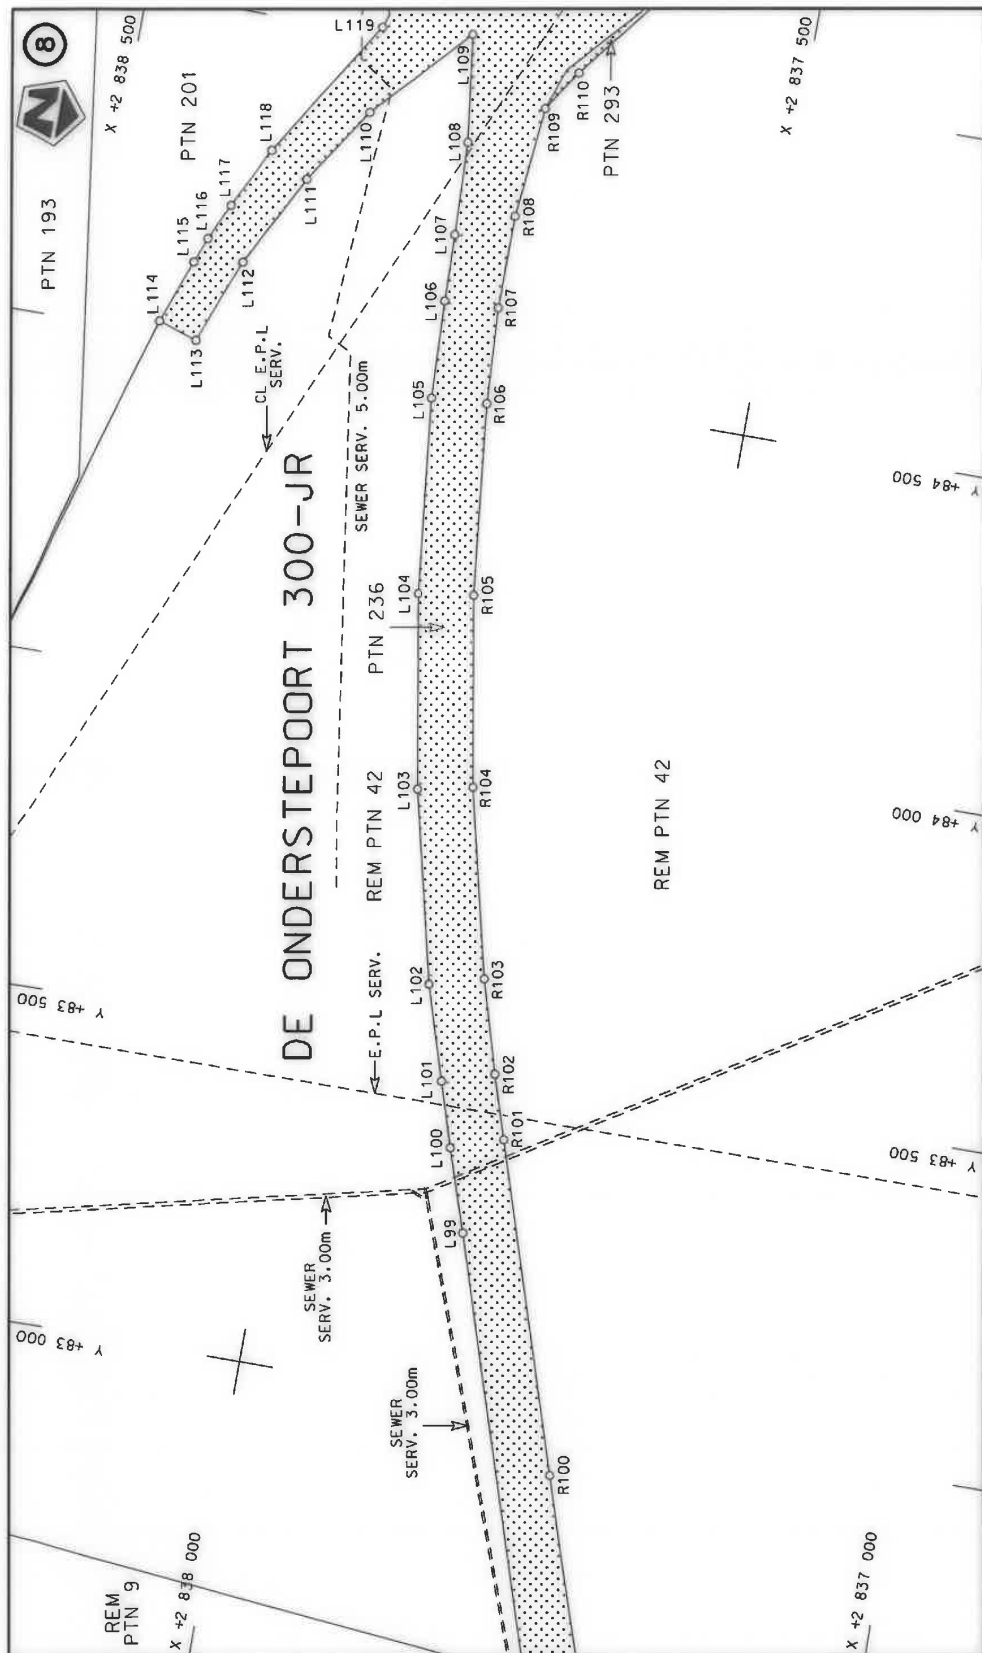 8
N
X +2 838 500
PTN 193
PTN 201
L119
L118
L117
L116
L115
L114
L113
L112
L111
L110
L109
L108
L107
L106
L105
L104
L103
L102
L101
L100
L99
R110
R109
R108
R107
R106
R105
R104
R103
R102
R101
R100
PTN 293
X +2 837 500
CL E.P.L
SERV.
SEWER SERV. 5.00m
DE ONDERSTEPOORT 300-JR
PTN 236
REM PTN 42
E.P.L SERV.
REM PTN 42
Y +84 500
Y +84 000
Y +83 500
Y +83 500
Y +83 000
SEWER
SERV. 3.00m
SEWER
SERV. 3.00m
REM
PTN 9
X +2 838 000
X +2 837 000